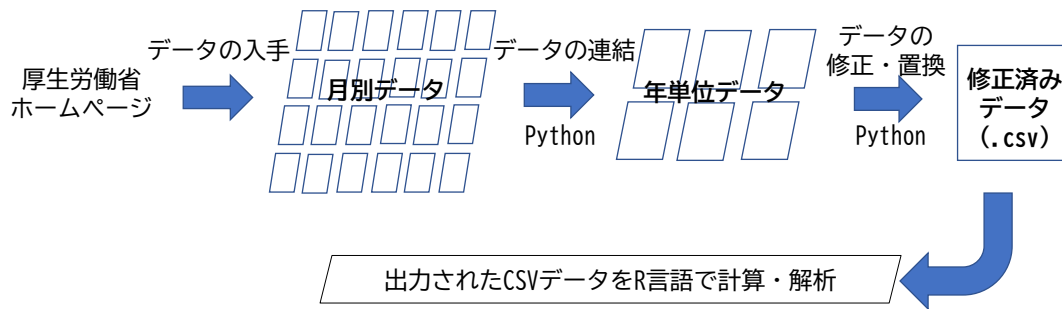 データの入手
厚生労働省
ホームページ
月別データ
データの連結
Python
年単位データ
データの
修正・置換
Python
修正済み
データ
(.csv)
出力されたCSVデータをR言語で計算・解析